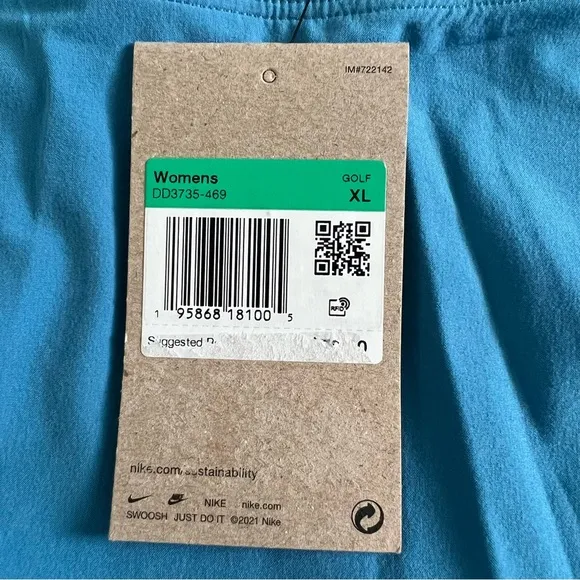 IM#722142
Womens GOLF
DD3735-469 XL
1 95868 18100 5
RFID
Suggested
nike.com/sustainability
NIKE nike.com
SWOOSH JUST DO IT ©2021 Nike